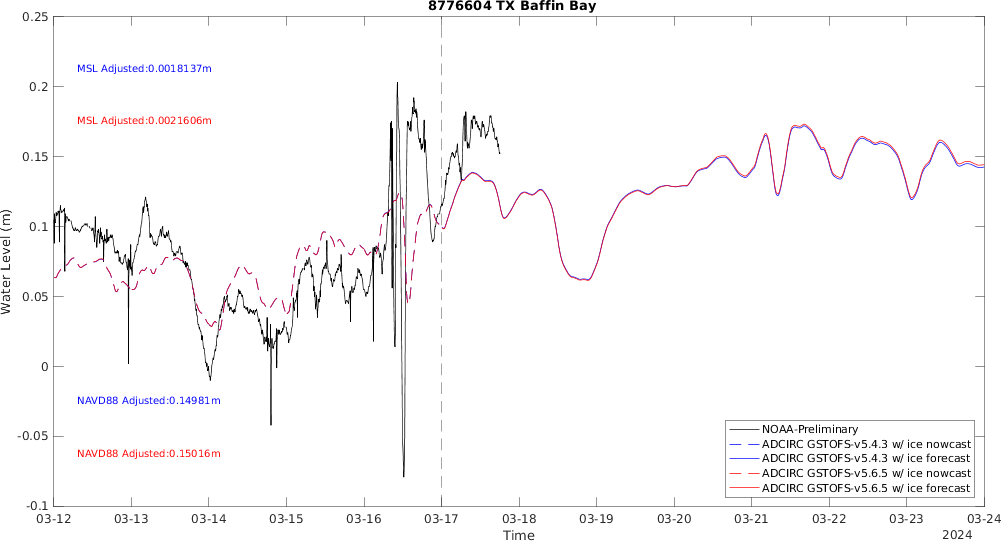 8776604 TX Baffin Bay
0.25
0.2
0.15
0.1
0.05
0
-0.05
-0.1
Water Level (m)
MSL Adjusted:0.0018137m
MSL Adjusted:0.0021606m
NAVD88 Adjusted:0.14981m
NAVD88 Adjusted:0.15016m
NOAA-Preliminary
ADCIRC GSTOFS-v5.4.3 w/ ice nowcast
ADCIRC GSTOFS-v5.4.3 w/ ice forecast
ADCIRC GSTOFS-v5.6.5 w/ ice nowcast
ADCIRC GSTOFS-v5.6.5 w/ ice forecast
03-12 03-13 03-14 03-15 03-16 03-17 03-18 03-19 03-20 03-21 03-22 03-23 03-24
Time
2024